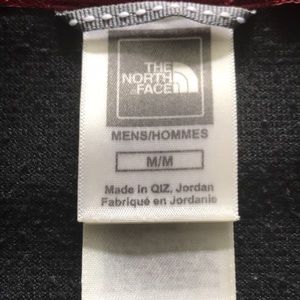 THE
NORTH
FACE
MENS/HOMMES
M/M
Made in QIZ, Jordan
Fabriqué en Jordanie